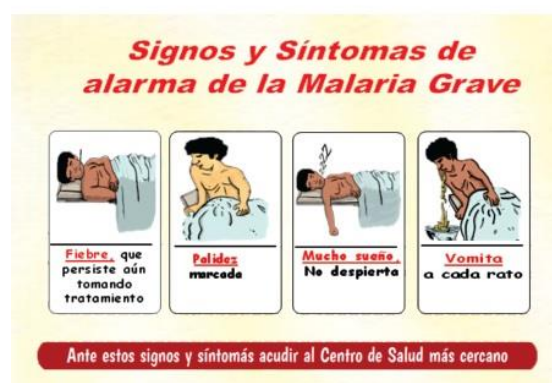 Signos y Síntomas de
alarma de la Malaria Grave
Fiebre, que
persiste aún
tomando
tratamiento
Palidez
marcada
Mucho sueño,
No despierta
Vomita
a cada rato
Ante estos signos y síntomás acudir al Centro de Salud más cercano